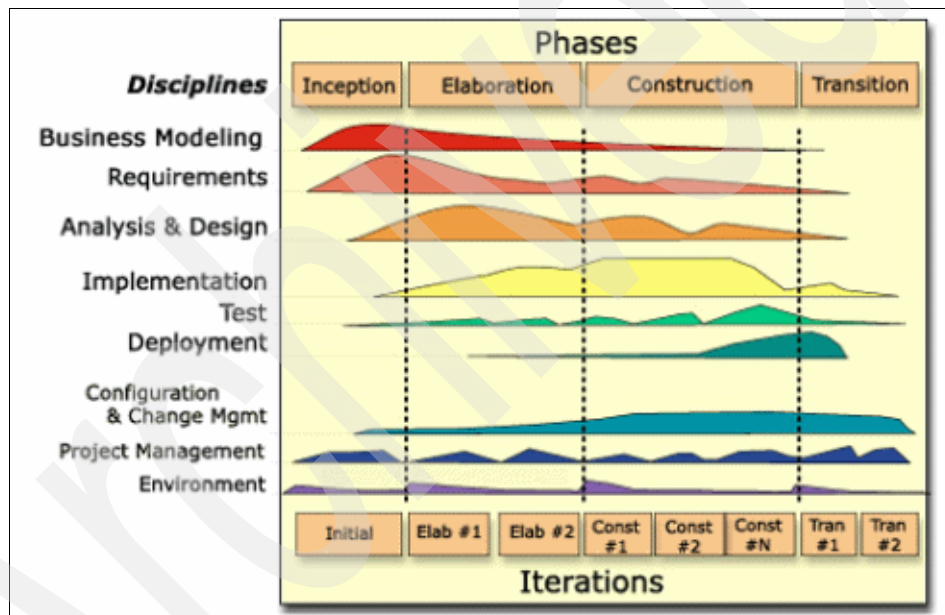 Phases
Disciplines
Inception Elaboration Construction Transition
Business Modeling
Requirements
Analysis & Design
Implementation
Test
Deployment
Configuration
& Change Mgmt
Project Management
Environment
Initial Elab #1 Elab #2 Const #1 Const #2 Const #N Tran #1 Tran #2
Iterations